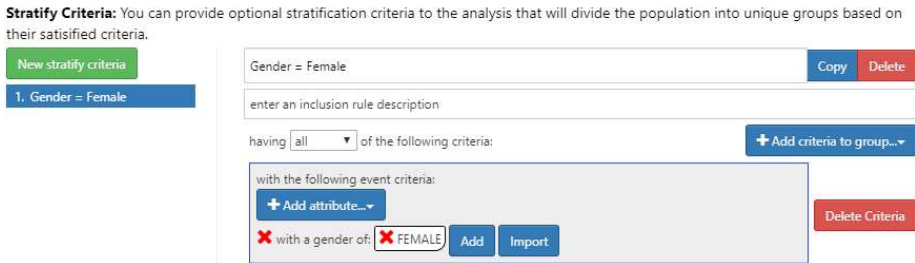 Stratify Criteria: You can provide optional stratification criteria to the analysis that will divide the population into unique groups based on
their satisified criteria.
New stratify criteria
1. Gender = Female
Gender = Female
Copy
Delete
enter an inclusion rule description
having all of the following criteria:
+ Add criteria to group...
with the following event criteria:
+ Add attribute...
Delete Criteria
with a gender of: FEMALE Add Import